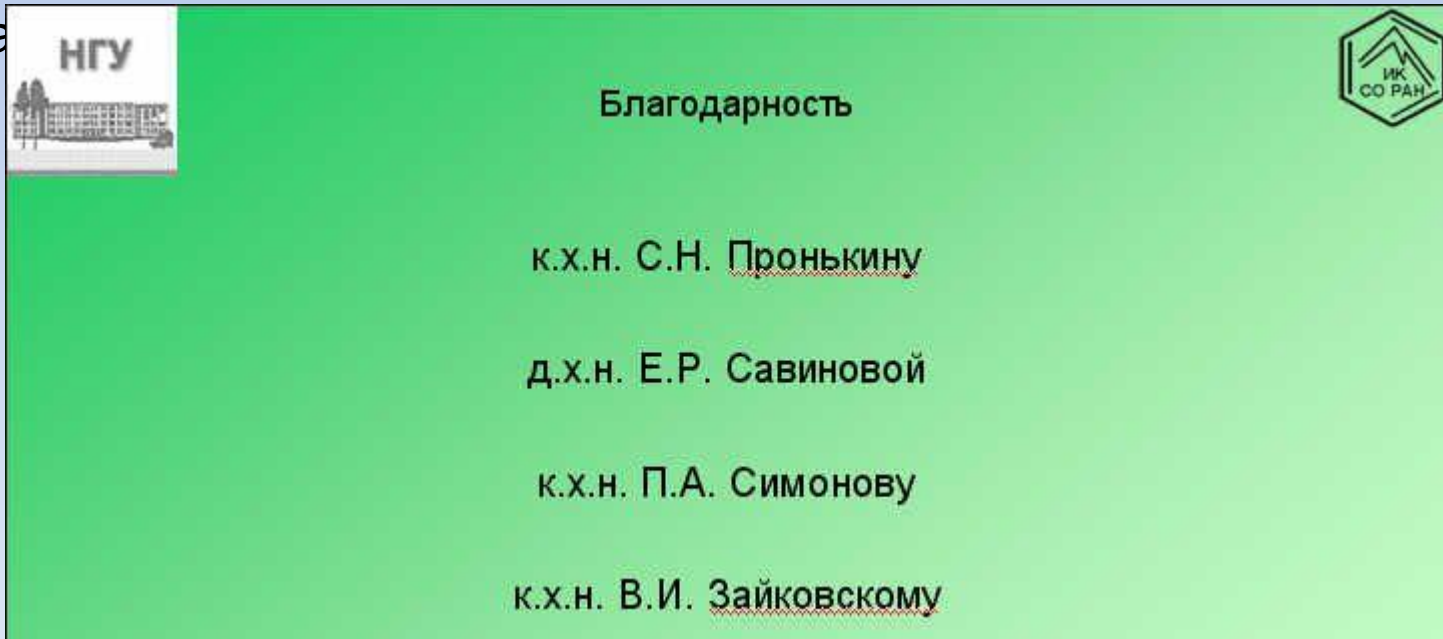 НГУ
ИК
СО РАН
Благодарность
к.х.н. С.Н. Пронькину
д.х.н. Е.Р. Савиновой
к.х.н. П.А. Симонову
к.х.н. В.И. Зайковскому